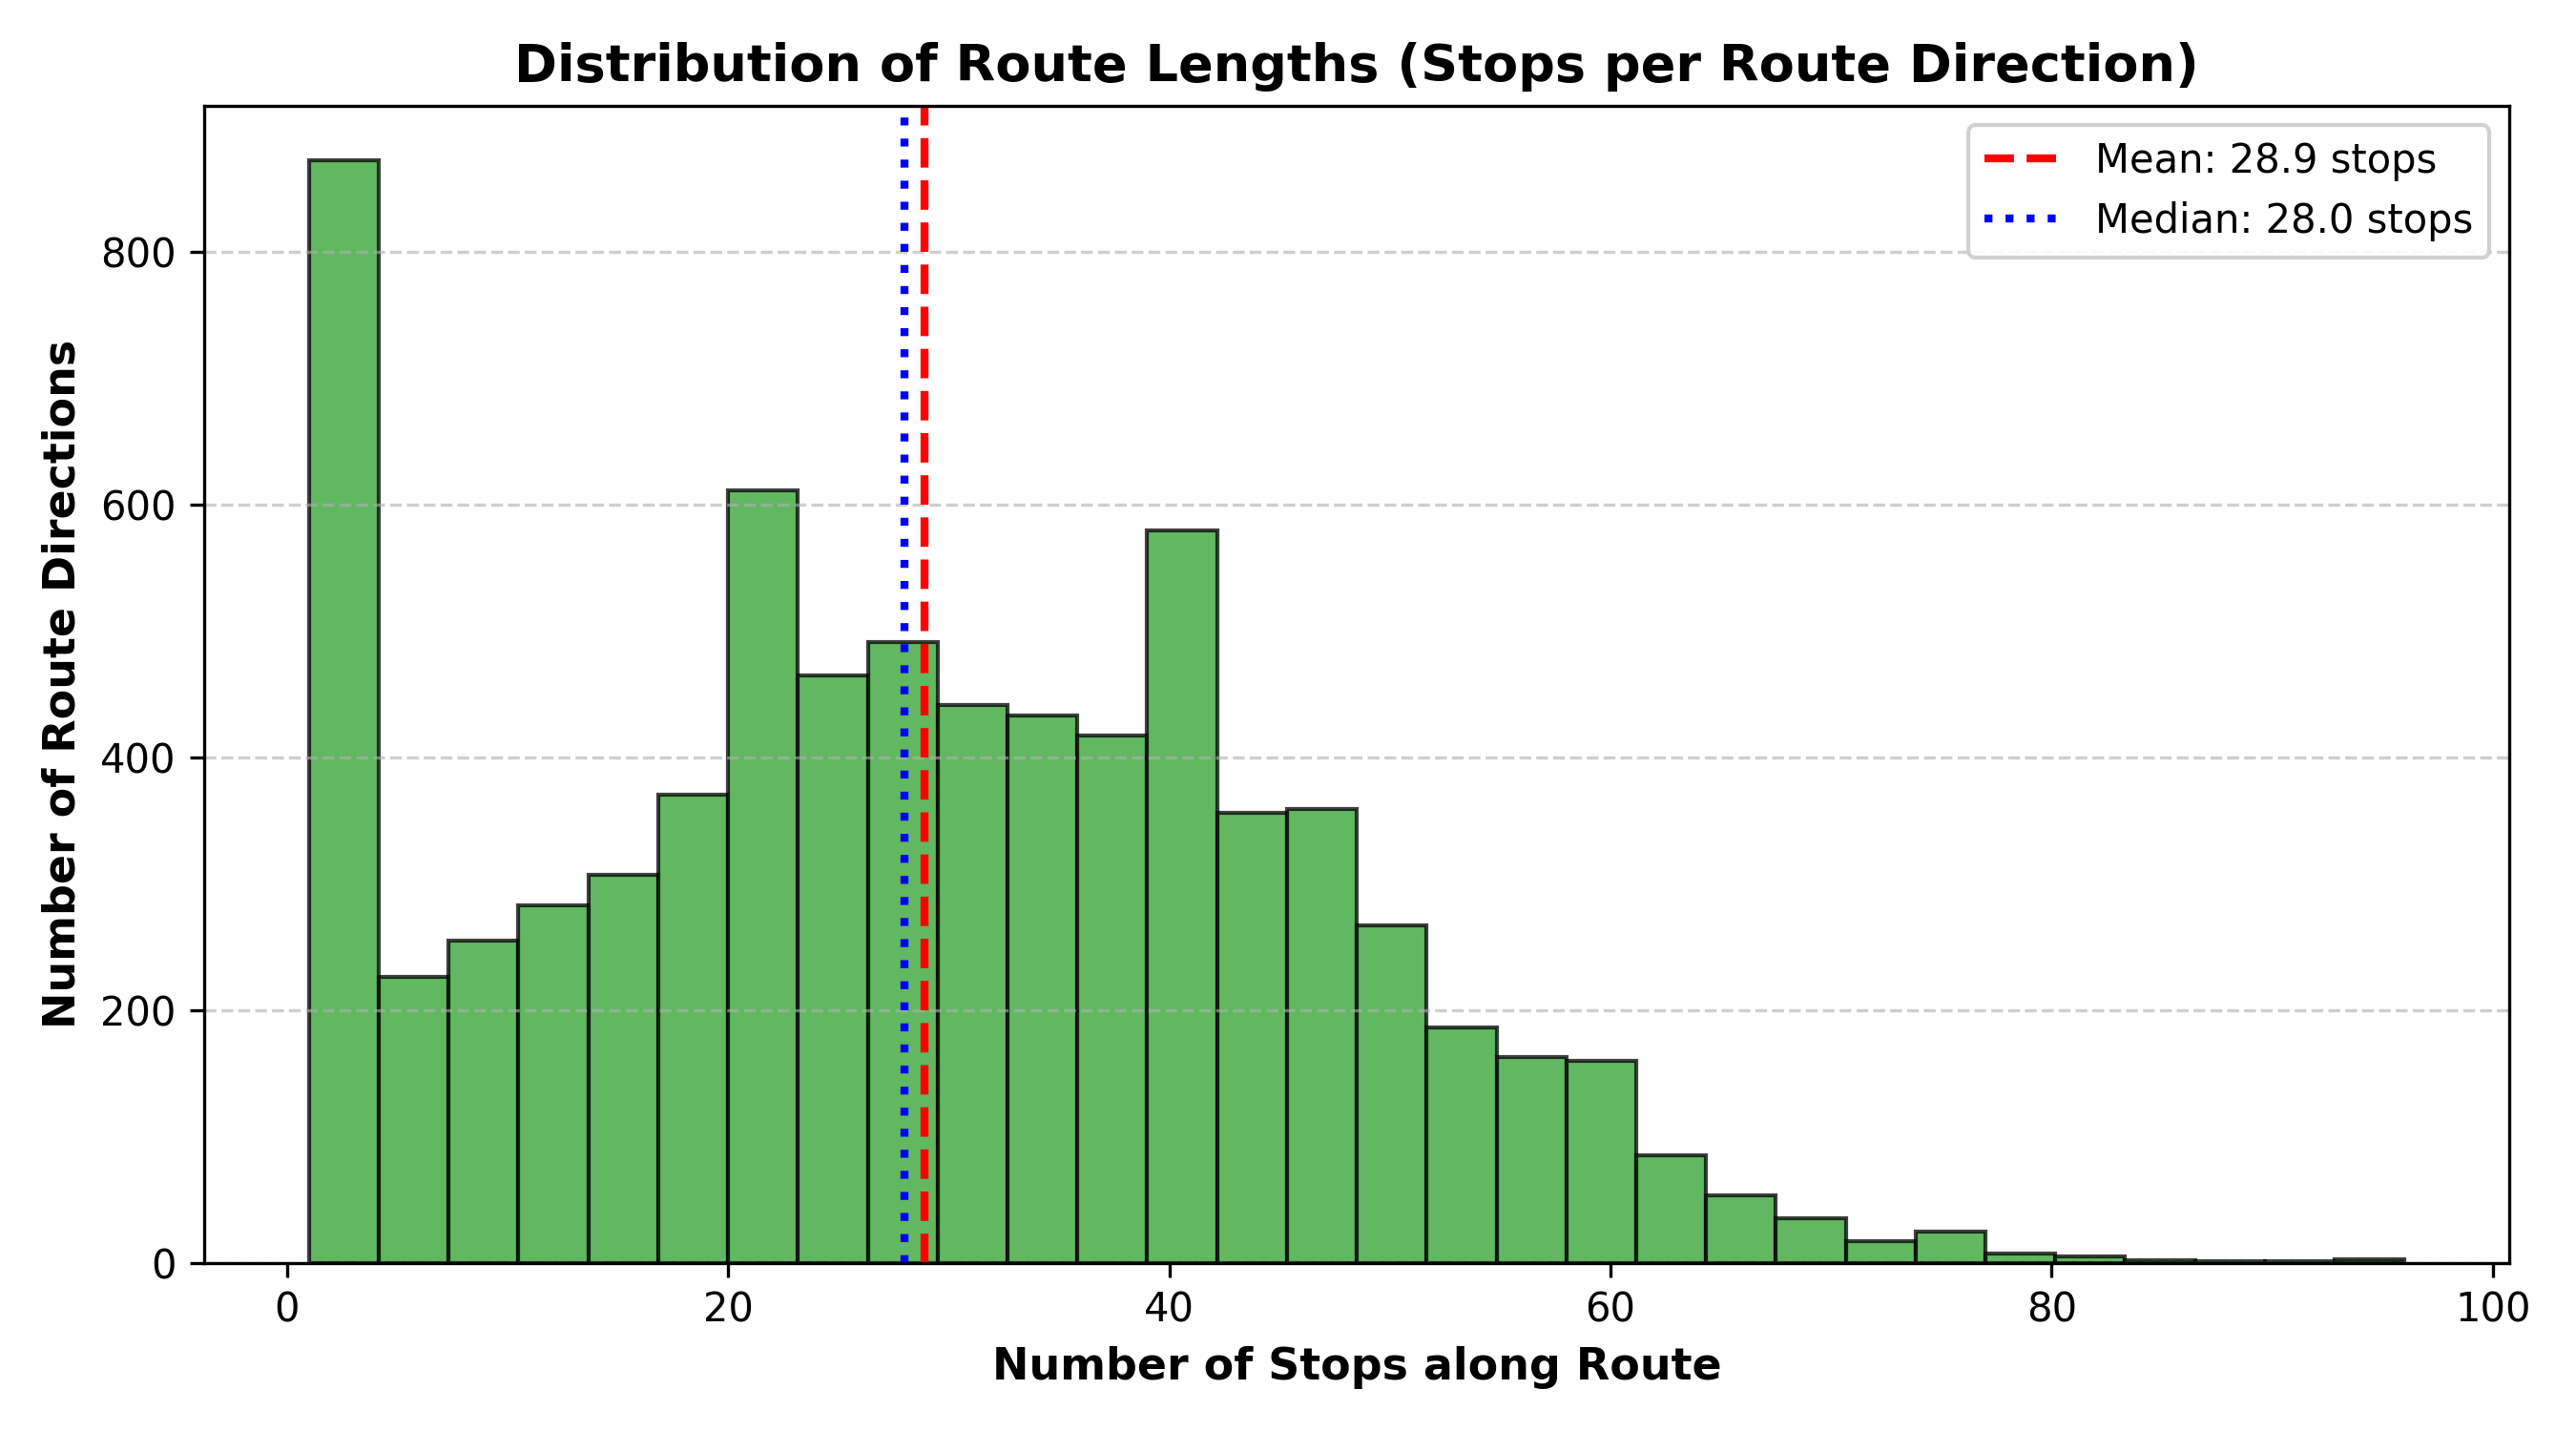 Distribution of Route Lengths (Stops per Route Direction)
Mean: 28.9 stops
Median: 28.0 stops
Number of Route Directions
800
600
400
200
0
0 20 40 60 80 100
Number of Stops along Route